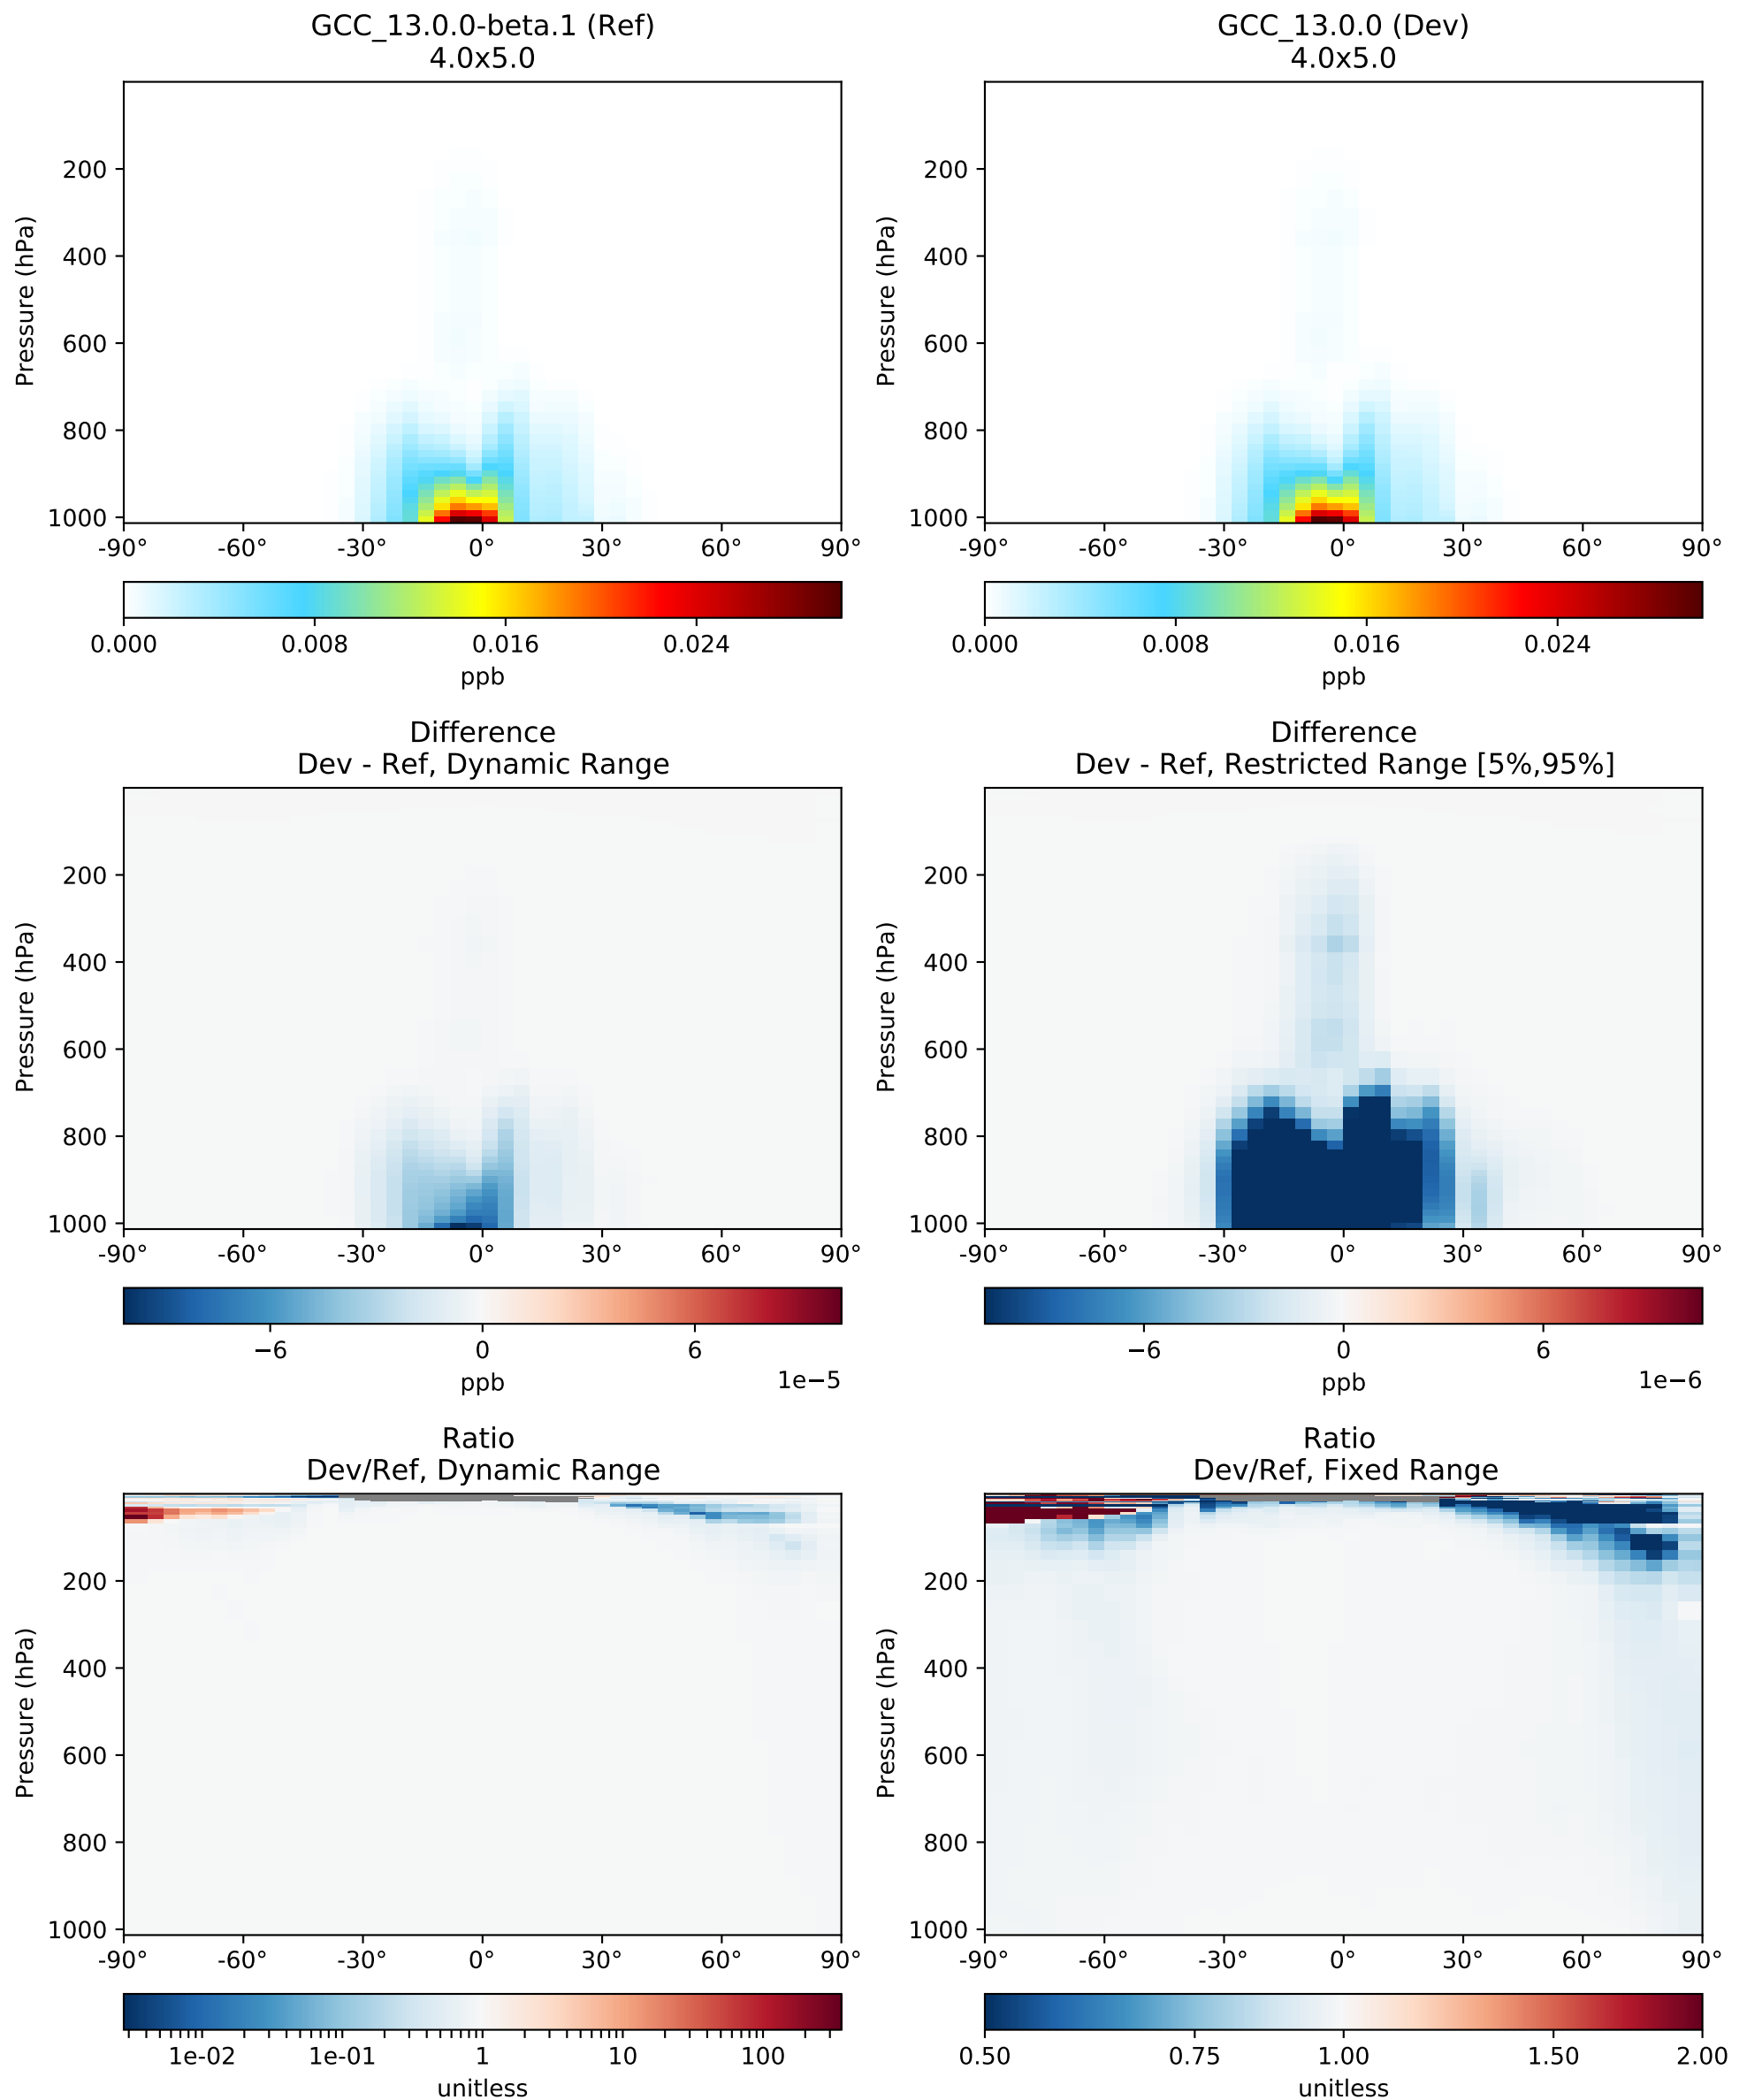 GCC_13.0.0-beta.1 (Ref)
4.0x5.0
GCC_13.0.0 (Dev)
4.0x5.0
Pressure (hPa)
200
400
600
800
1000
-90° -60° -30° 0° 30° 60° 90°
0.000 0.008 0.016 0.024
ppb
Pressure (hPa)
200
400
600
800
1000
-90° -60° -30° 0° 30° 60° 90°
0.000 0.008 0.016 0.024
ppb
Difference
Dev - Ref, Dynamic Range
Pressure (hPa)
200
400
600
800
1000
-90° -60° -30° 0° 30° 60° 90°
−6 0 6
1e−5
ppb
Difference
Dev - Ref, Restricted Range [5%,95%]
Pressure (hPa)
200
400
600
800
1000
-90° -60° -30° 0° 30° 60° 90°
−6 0 6
1e−6
ppb
Ratio
Dev/Ref, Dynamic Range
Pressure (hPa)
200
400
600
800
1000
-90° -60° -30° 0° 30° 60° 90°
1e-02 1e-01 1 10 100
unitless
Ratio
Dev/Ref, Fixed Range
Pressure (hPa)
200
400
600
800
1000
-90° -60° -30° 0° 30° 60° 90°
0.50 0.75 1.00 1.50 2.00
unitless